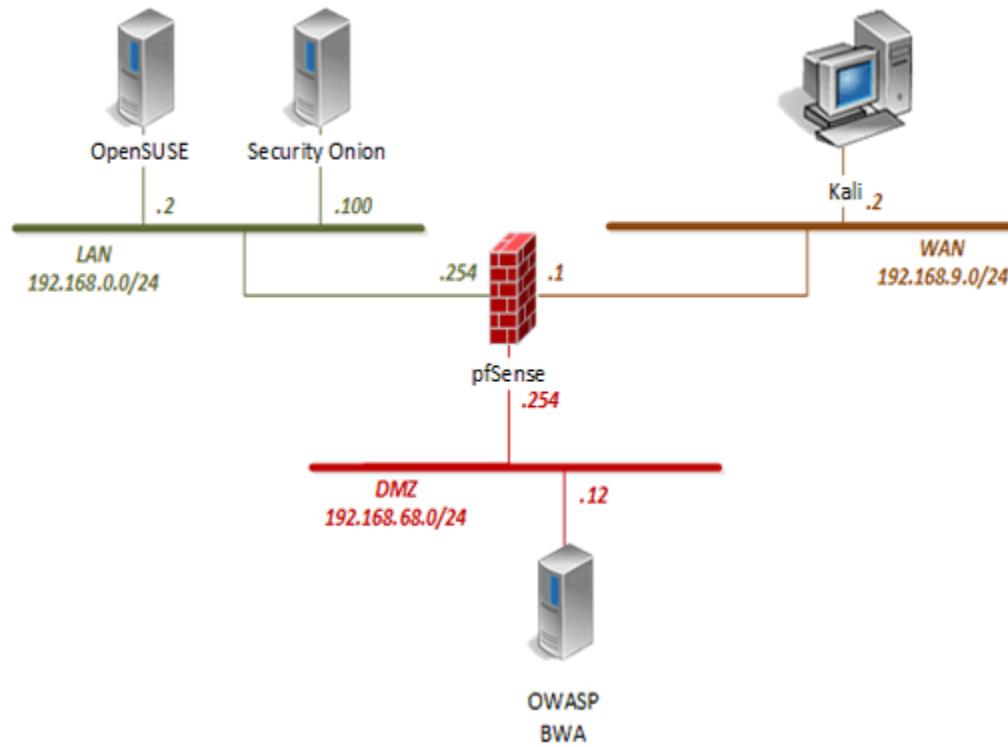 OpenSUSE
Security Onion
Kali
.2
.100
.2
LAN
192.168.0.0/24
WAN
192.168.9.0/24
.254
.1
pfSense
.254
DMZ
192.168.68.0/24
.12
OWASP
BWA